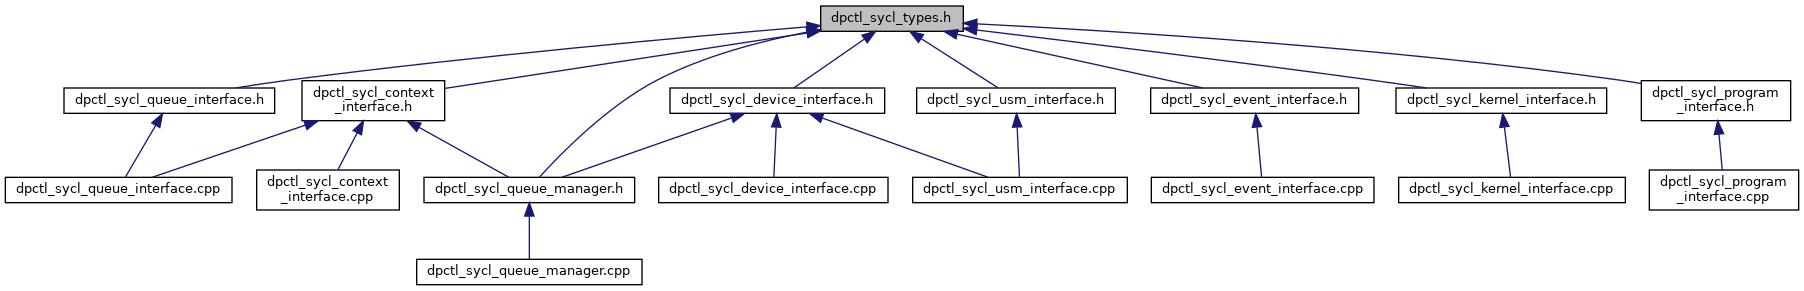 dpctl_sycl_types.h
dpctl_sycl_queue_interface.h
dpctl_sycl_context
_interface.h
dpctl_sycl_device_interface.h
dpctl_sycl_usm_interface.h
dpctl_sycl_event_interface.h
dpctl_sycl_kernel_interface.h
dpctl_sycl_program
_interface.h
dpctl_sycl_queue_interface.cpp
dpctl_sycl_context
_interface.cpp
dpctl_sycl_queue_manager.h
dpctl_sycl_device_interface.cpp
dpctl_sycl_usm_interface.cpp
dpctl_sycl_event_interface.cpp
dpctl_sycl_kernel_interface.cpp
dpctl_sycl_program
_interface.cpp
dpctl_sycl_queue_manager.cpp